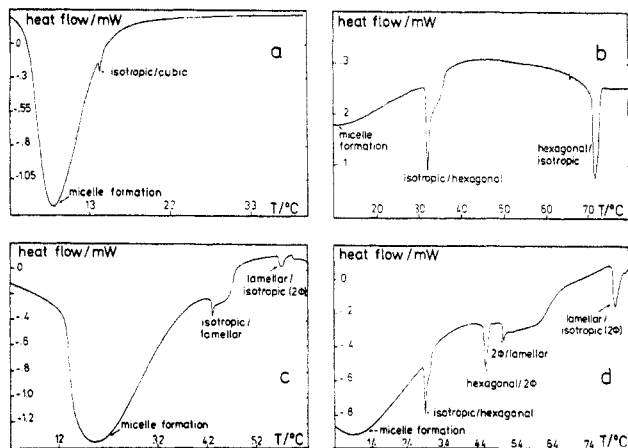 heat flow/mW
a
0
-.3
-.55
-.8
-1.05
isotropic/cubic
micelle formation
13
23
33
T/°C
heat flow/mW
b
3
2
1
micelle formation
isotropic/hexagonal
hexagonal/
isotropic
20
30
40
50
60
70
T/°C
heat flow/mW
c
0
-.2
-.4
-.6
-.8
-1.0
-1.2
lamellar/
isotropic (2Φ)
isotropic/
lamellar
micelle formation
12
32
42
52
T/°C
heat flow/mW
d
0
-.2
-.4
-.6
-.8
lamellar/
isotropic (2Φ)
2Φ/lamellar
hexagonal/2Φ
isotropic/hexagonal
micelle formation
14
24
34
44
54
64
74
T/°C